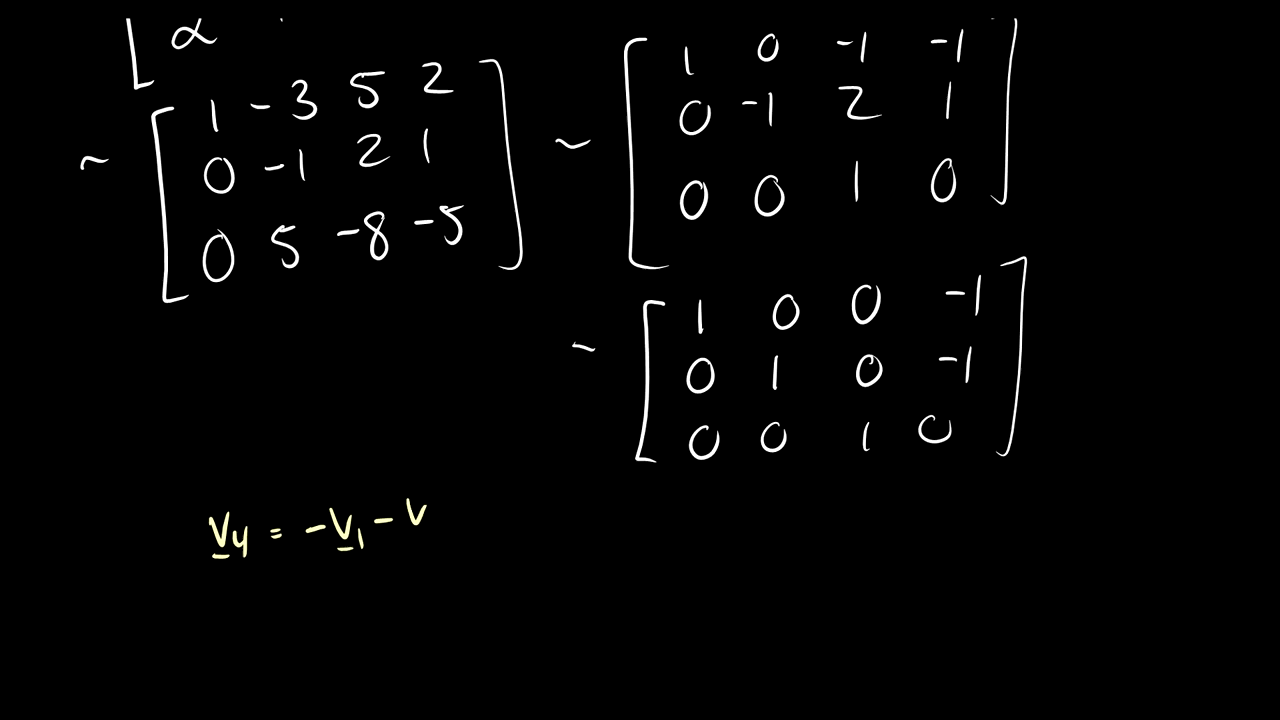 α
~ [1 -3 5 2
0 -1 2 1
0 5 -8 -5]
~ [1 0 -1 -1
0 -1 2 1
0 0 1 0]
~ [1 0 0 -1
0 1 0 -1
0 0 1 0]
v4 = -v1 - v